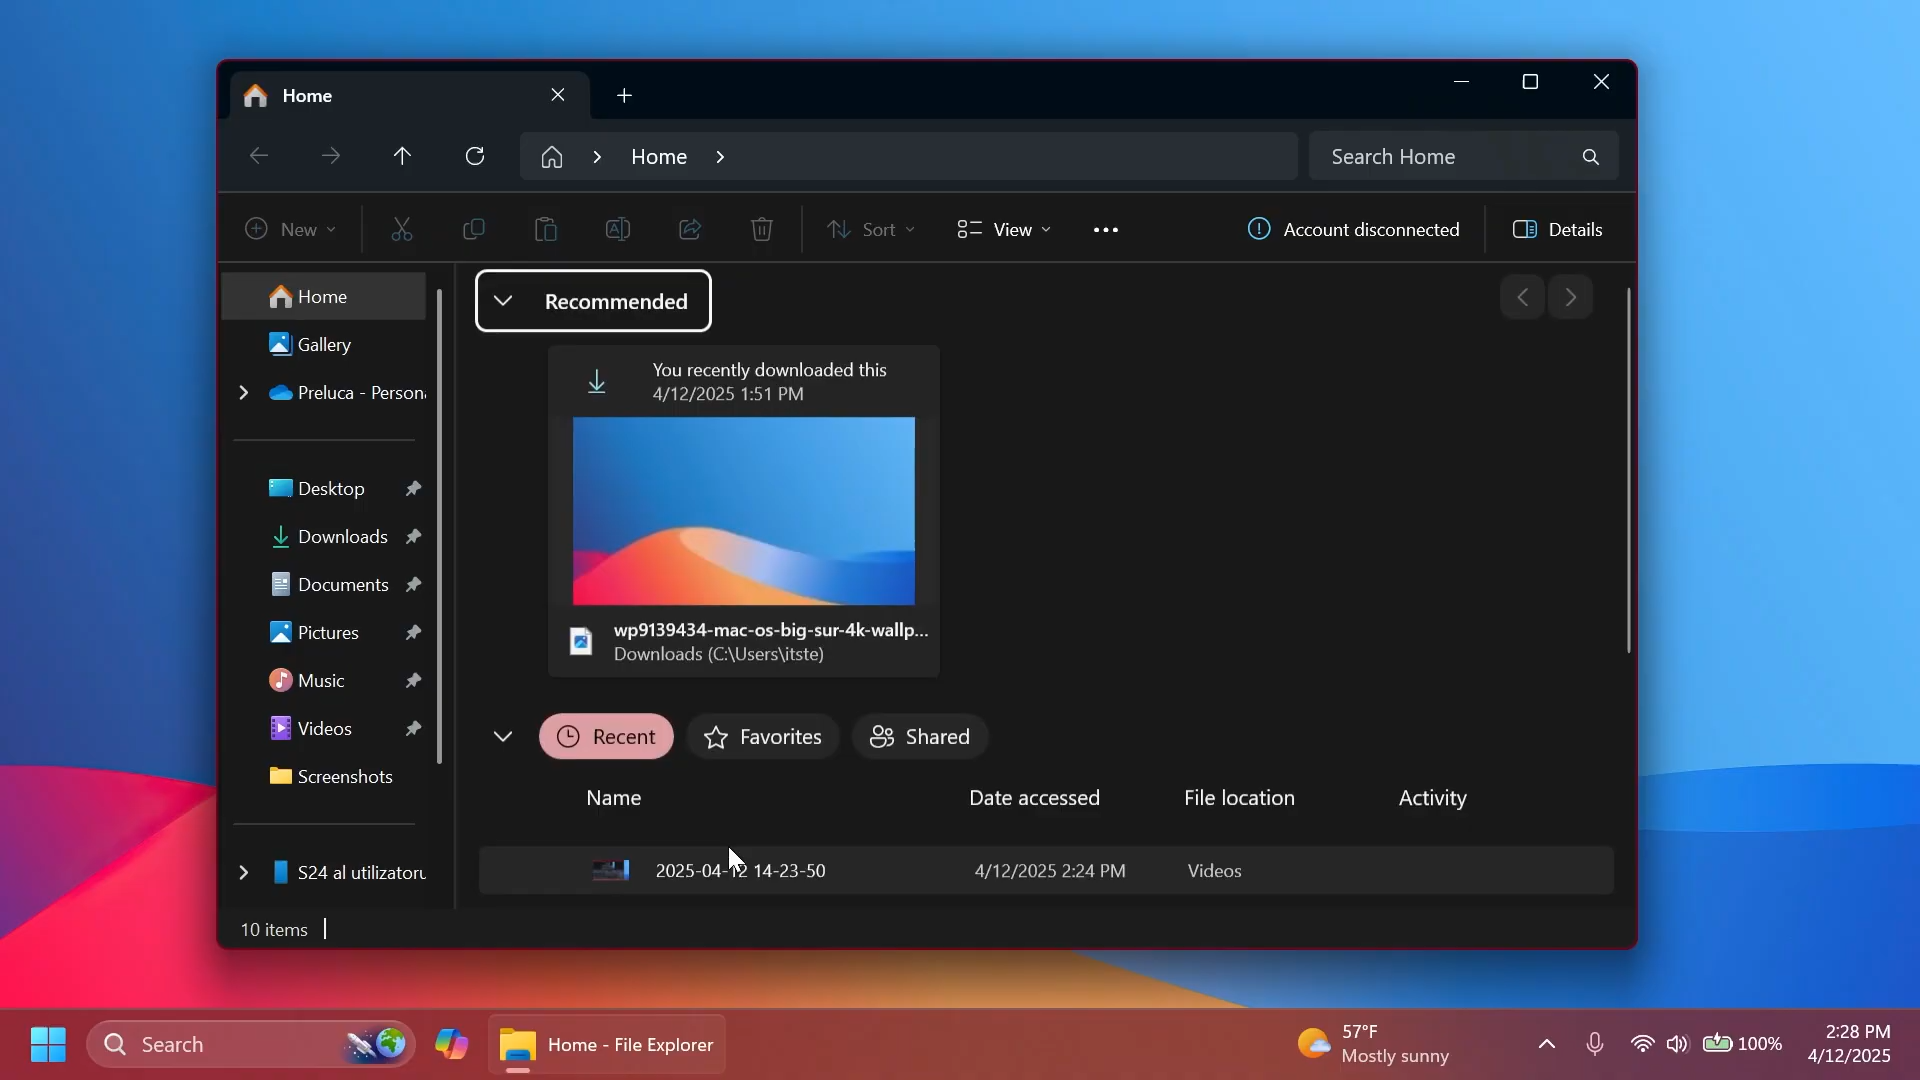 Home
Home
Search Home
New
Sort
View
Account disconnected
Details
Home
Gallery
Preluca - Persona
Desktop
Downloads
Documents
Pictures
Music
Videos
Screenshots
S24 al utilizatoru
Recommended
You recently downloaded this
4/12/2025 1:51 PM
wp9139434-mac-os-big-sur-4k-wallp...
Downloads (C:\Users\itste)
Recent
Favorites
Shared
Name
Date accessed
File location
Activity
2025-04-12 14-23-50
4/12/2025 2:24 PM
Videos
10 items
Search
Home - File Explorer
57°F
Mostly sunny
100%
2:28 PM
4/12/2025